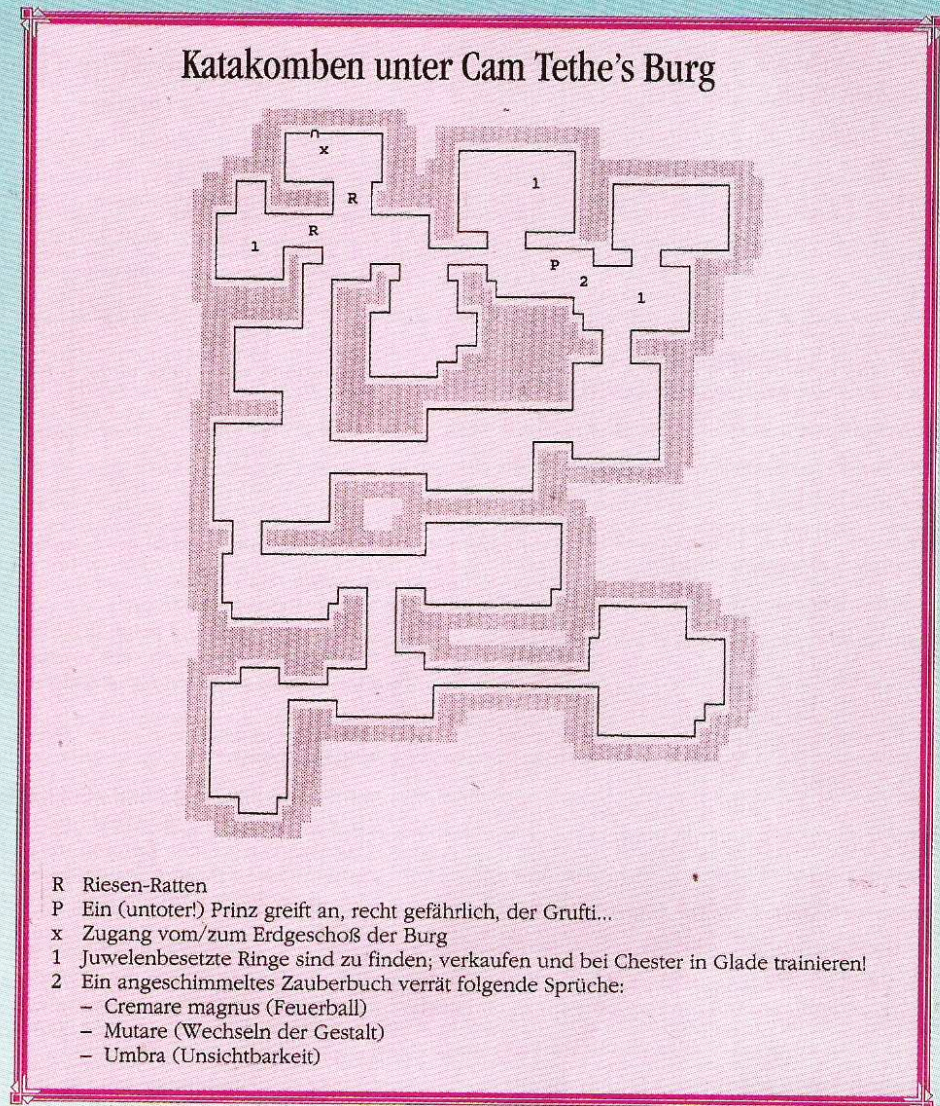 Katakomben unter Cam Tethe's Burg
x
1
R
R
1
P
2
1
R Riesen-Ratten
P Ein (untoter!) Prinz greift an, recht gefährlich, der Grufti...
x Zugang vom/zum Erdgeschoß der Burg
1 Juwelenbesetzte Ringe sind zu finden; verkaufen und bei Chester in Glade trainieren!
2 Ein angeschimmeltes Zauberbuch verrät folgende Sprüche:
– Cremare magnus (Feuerball)
– Mutare (Wechseln der Gestalt)
– Umbra (Unsichtbarkeit)